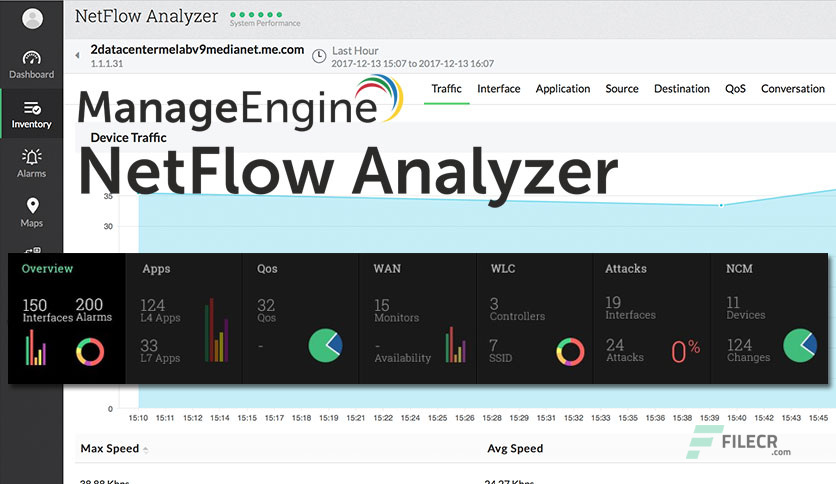 NetFlow Analyzer
System Performance
2datacentermelabv9medianet.me.com
1.1.1.31
Last Hour
2017-12-13 15:07 to 2017-12-13 16:07
Dashboard
Inventory
Alarms
Maps
Traffic Interface Application Source Destination QoS Conversation
ManageEngine
Device Traffic
NetFlow Analyzer
35
30
Overview
150 Interfaces
200 Alarms
Apps
124
L4 Apps
33
L7 Apps
Qos
32
Qos
-
WAN
15
Monitors
-
Availability
WLC
3
Controllers
7
SSID
Attacks
19
Interfaces
24
Attacks
0%
NCM
11
Devices
124
Changes
0
15:10 15:11 15:12 15:14 15:15 15:17 15:18 15:20 15:21 15:23 15:24 15:26 15:27 15:29 15:30 15:32 15:33 15:35 15:36 15:38 15:39 15:40 15:42 15:43 15:45
Max Speed
Avg Speed
38.88 Kbps
24.27 Kbps
FILECR
.com